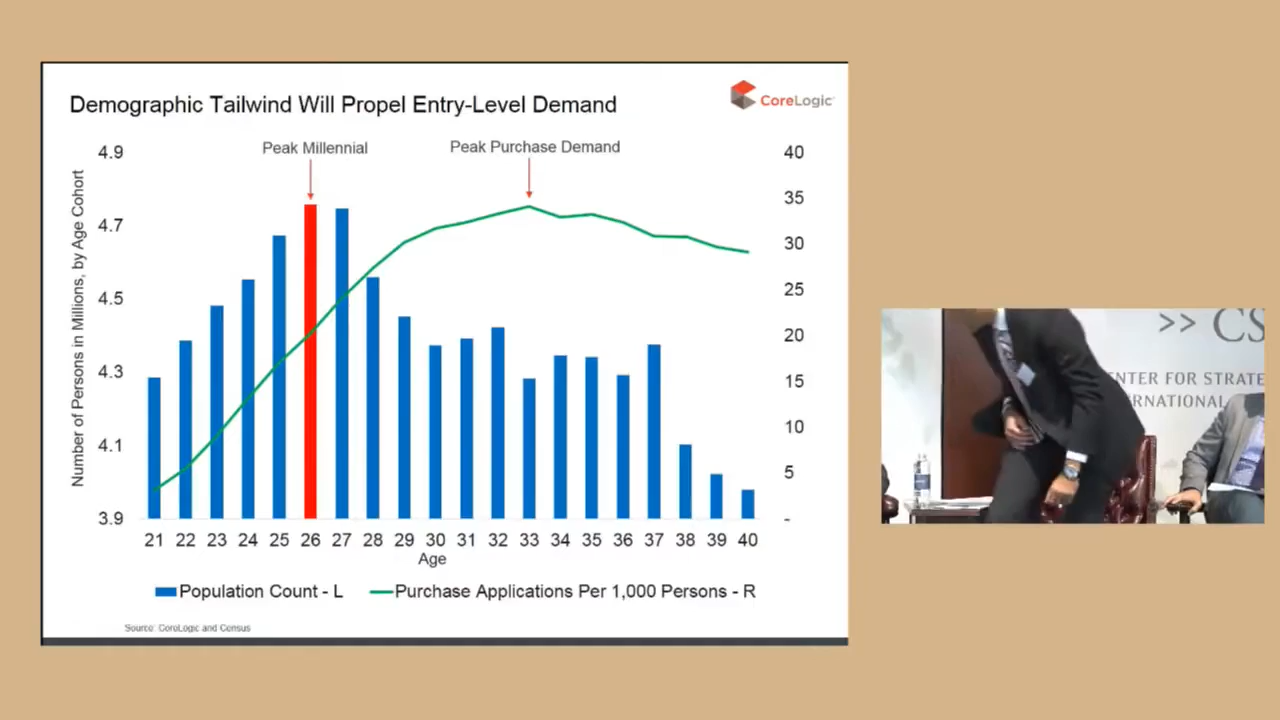 Demographic Tailwind Will Propel Entry-Level Demand
CoreLogic
Peak Millennial
Peak Purchase Demand
Number of Persons in Millions, by Age Cohort
4.9
4.7
4.5
4.3
4.1
3.9
40
35
30
25
20
15
10
5
-
21 22 23 24 25 26 27 28 29 30 31 32 33 34 35 36 37 38 39 40
Age
Population Count - L
Purchase Applications Per 1,000 Persons - R
Source: CoreLogic and Census
>> CS
ENTER FOR STRATE
RNATIONAL